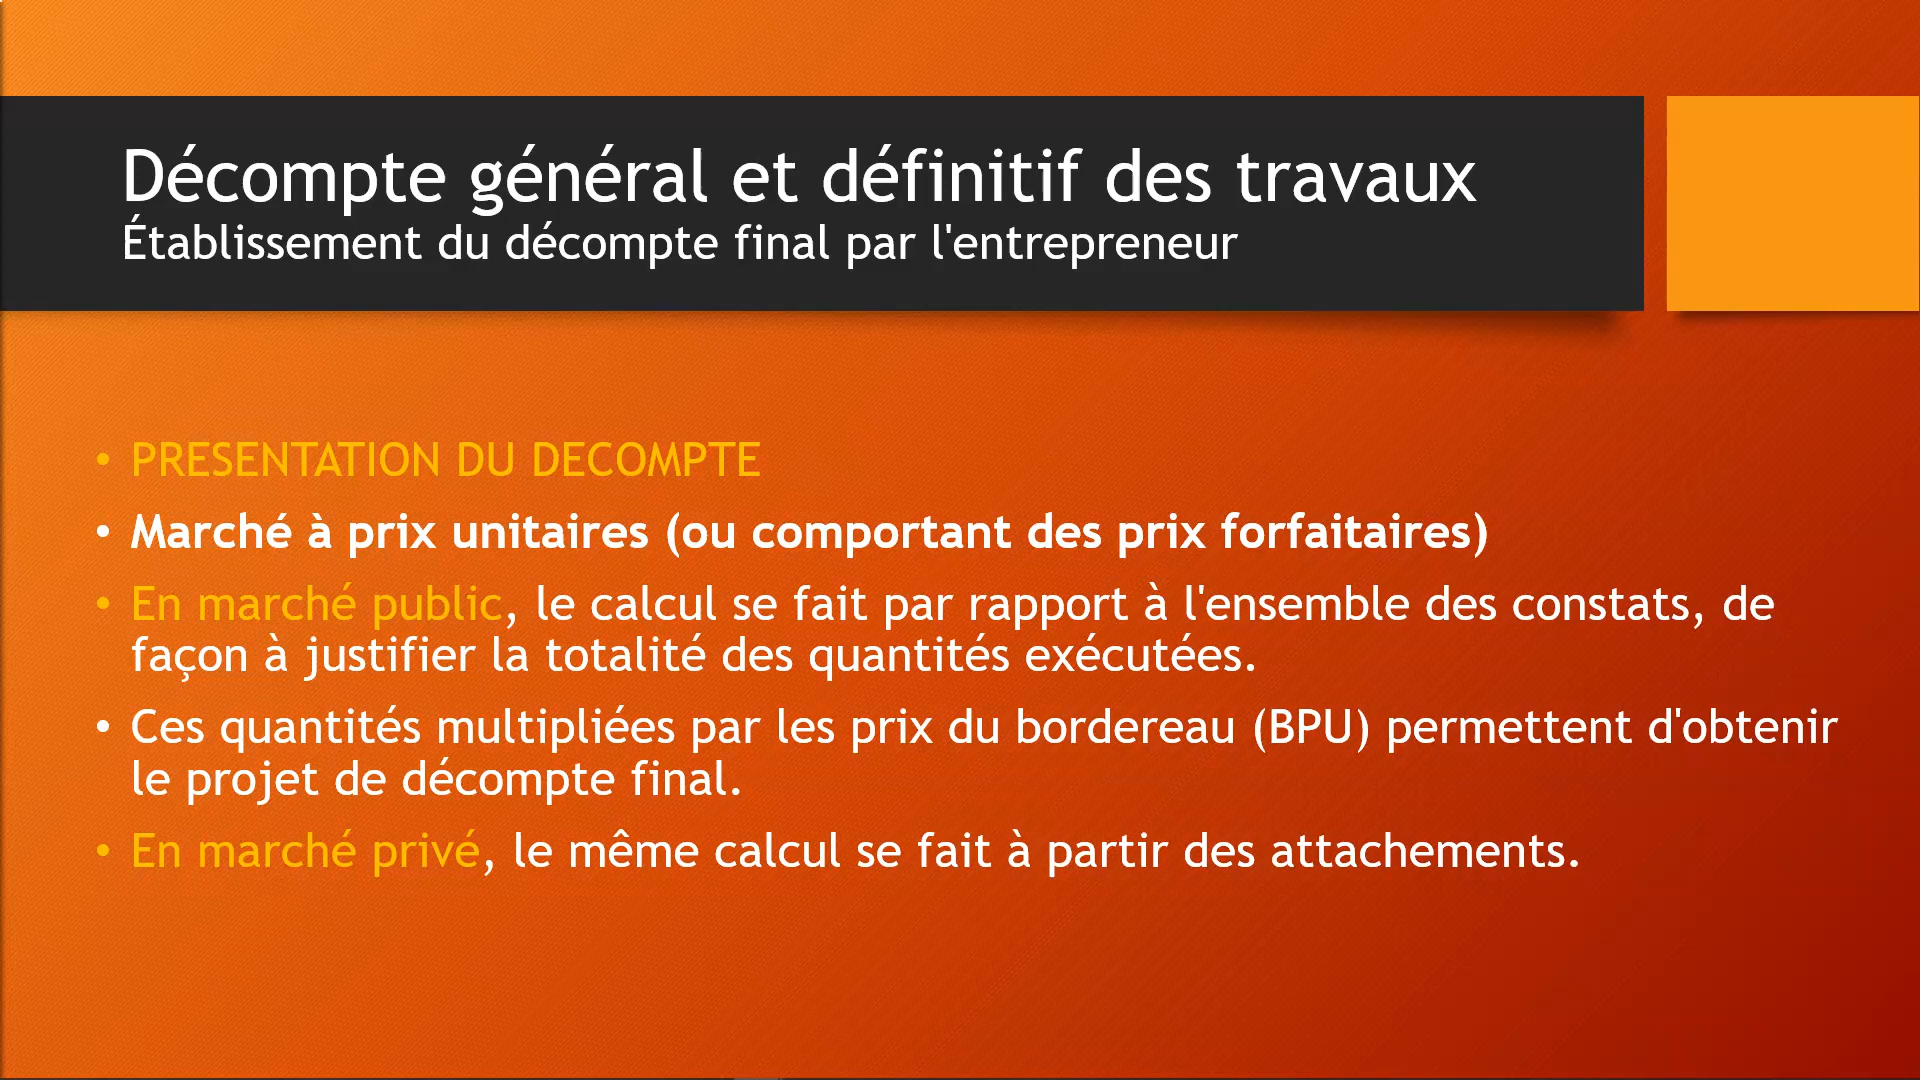 Décompte général et définitif des travaux
Établissement du décompte final par l'entrepreneur
• PRESENTATION DU DECOMPTE
• Marché à prix unitaires (ou comportant des prix forfaitaires)
• En marché public, le calcul se fait par rapport à l'ensemble des constats, de
façon à justifier la totalité des quantités exécutées.
• Ces quantités multipliées par les prix du bordereau (BPU) permettent d'obtenir
le projet de décompte final.
• En marché privé, le même calcul se fait à partir des attachements.